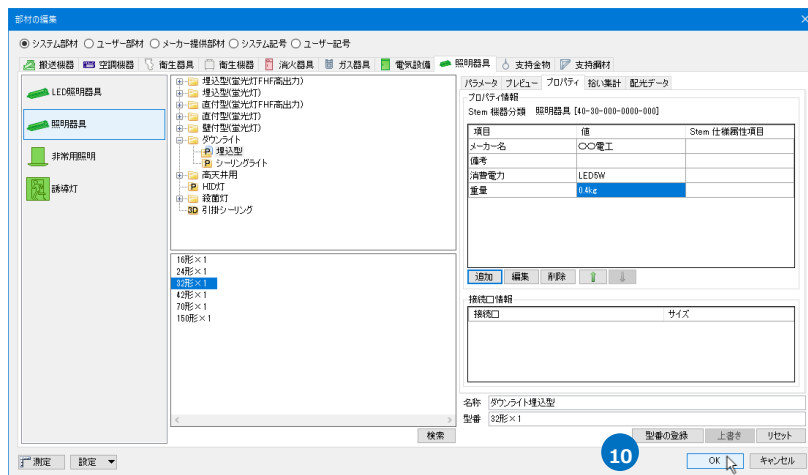 部材の編集
システム部材 ユーザー部材 メーカー提供部材 システム記号 ユーザー記号
搬送機器 空調機器 衛生器具 衛生機器 消火器具 ガス器具 電気設備 照明器具 支持金物 支持鋼材
LED照明器具
照明器具
非常用照明
誘導灯
埋込型(蛍光灯FHF高出力)
埋込型(蛍光灯)
直付型(蛍光灯FHF高出力)
直付型(蛍光灯)
壁付型(蛍光灯)
ダウンライト
P 埋込型
P シーリングライト
高天井用
P HID灯
殺菌灯
3D 引掛シーリング
16形×1
24形×1
32形×1
42形×1
70形×1
150形×1
検索
パラメータ プレビュー プロパティ 拾い集計 配光データ
プロパティ情報
Stem 機器分類 照明器具 [40-30-000-0000-000]
項目 値 Stem 仕様属性項目
メーカー名 〇〇電工
備考
消費電力 LED5W
重量 0.4kg
追加 編集 削除
接続口情報
接続口 サイズ
名称 ダウンライト埋込型
型番 32形×1
型番の登録 上書き リセット
測定 設定 10 OK キャンセル